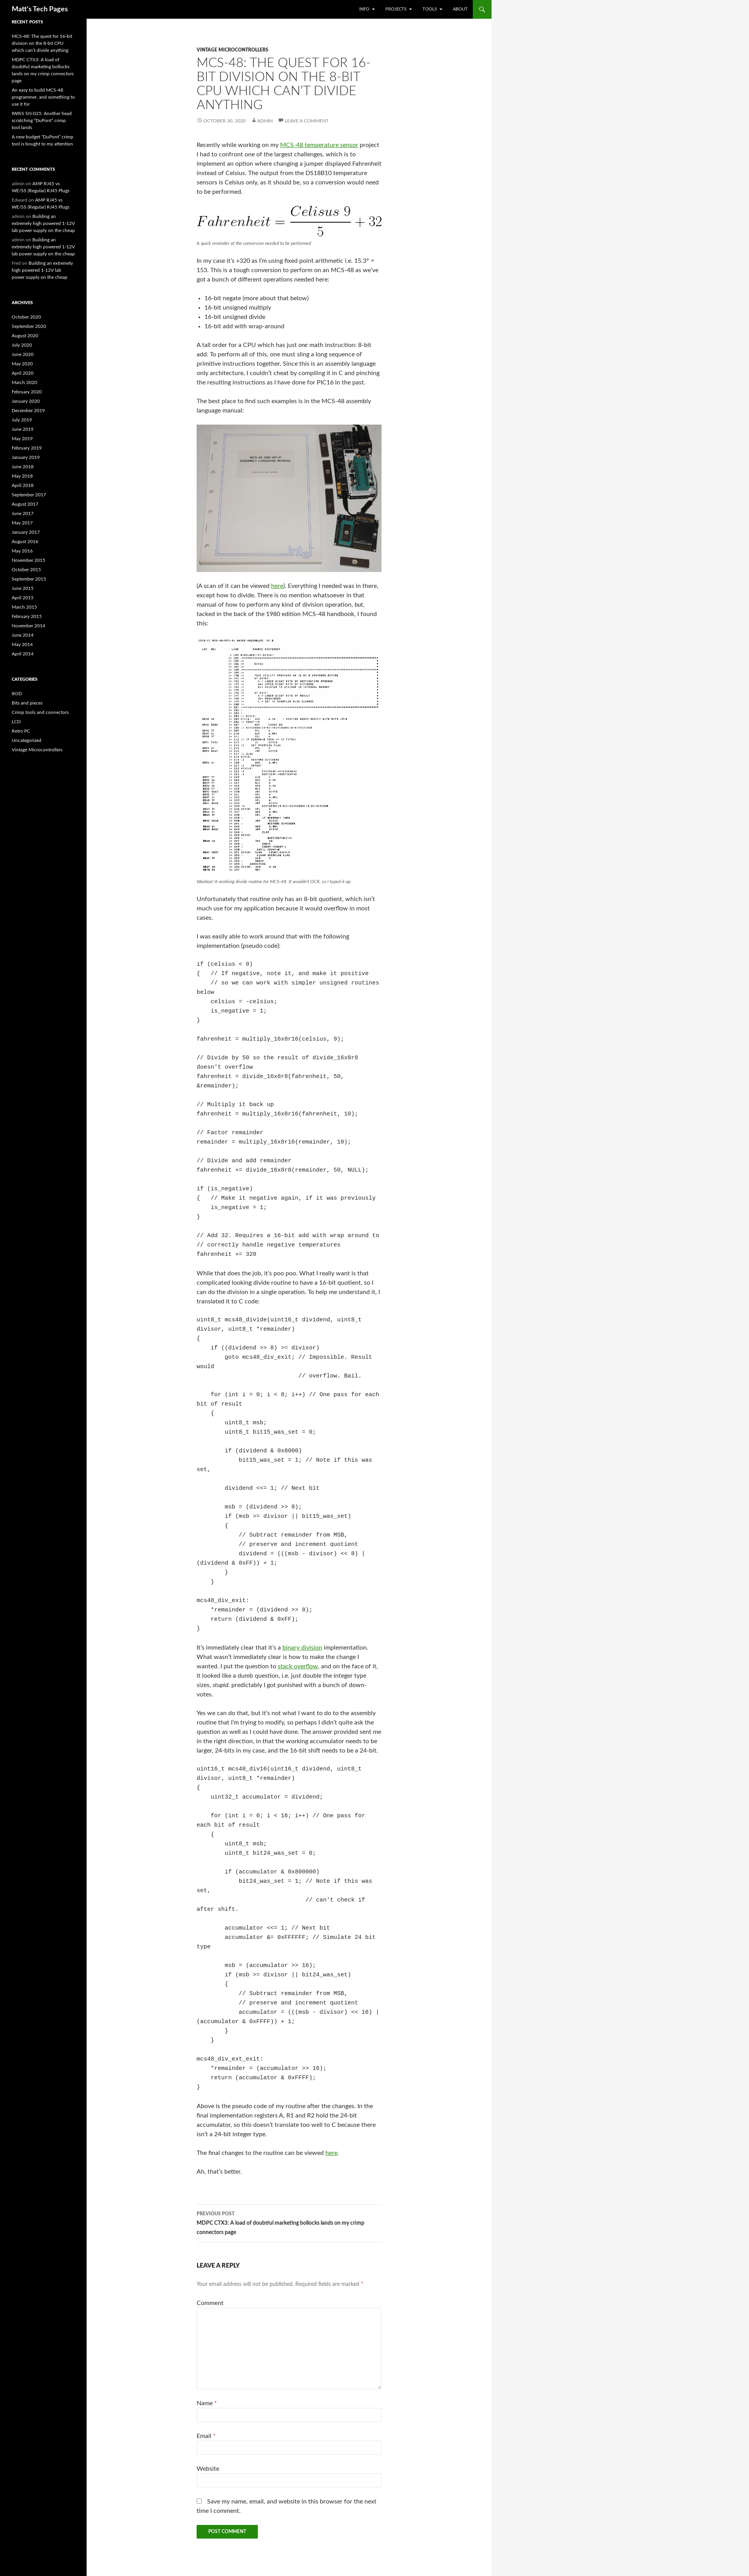 Matt's Tech Pages
INFO
PROJECTS
TOOLS
ABOUT
RECENT POSTS
MCS-48: The quest for 16-bit
division on the 8-bit CPU
which can't divide anything
MDPC CTX3: A load of
doubtful marketing bollocks
lands on my crimp connectors
page
An easy to build MCS-48
programmer, and something to
use it for
IWISS SN-025: Another head
scratching "DuPont" crimp
tool lands
A new budget "DuPont" crimp
tool is bought to my attention
RECENT COMMENTS
admin on AMP RJ45 vs
WE/SS (Regular) RJ45 Plugs
Edward on AMP RJ45 vs
WE/SS (Regular) RJ45 Plugs
admin on Building an
extremely high powered 1-12V
lab power supply on the cheap
admin on Building an
extremely high powered 1-12V
lab power supply on the cheap
Fred on Building an extremely
high powered 1-12V lab
power supply on the cheap
ARCHIVES
October 2020
September 2020
August 2020
July 2020
June 2020
May 2020
April 2020
March 2020
February 2020
January 2020
December 2019
July 2019
June 2019
May 2019
February 2019
January 2019
June 2018
May 2018
April 2018
September 2017
August 2017
June 2017
May 2017
January 2017
August 2016
May 2016
November 2015
October 2015
September 2015
June 2015
April 2015
March 2015
February 2015
November 2014
June 2014
May 2014
April 2014
CATEGORIES
80D
Bits and pieces
Crimp tools and connectors
LCD
Retro PC
Uncategorized
Vintage Microcontrollers
VINTAGE MICROCONTROLLERS
MCS-48: THE QUEST FOR 16-
BIT DIVISION ON THE 8-BIT
CPU WHICH CAN'T DIVIDE
ANYTHING
OCTOBER 30, 2020 ADMIN LEAVE A COMMENT
Recently while working on my MCS-48 temperature sensor project
I had to confront one of the largest challenges, which is to
implement an option where changing a jumper displayed Fahrenheit
instead of Celsius. The output from the DS18B10 temperature
sensors is Celsius only, as it should be, so a conversion would need
to be performed.
Fahrenheit = Celisus 9 / 5 + 32
A quick reminder of the conversion needed to be performed
In my case it's +320 as I'm using fixed point arithmetic i.e. 15.3° =
153. This is a tough conversion to perform on an MCS-48 as we've
got a bunch of different operations needed here:
• 16-bit negate (more about that below)
• 16-bit unsigned multiply
• 16-bit unsigned divide
• 16-bit add with wrap-around
A tall order for a CPU which has just one math instruction: 8-bit
add. To perform all of this, one must sling a long sequence of
primitive instructions together. Since this is an assembly language
only architecture, I couldn't cheat by compiling it in C and pinching
the resulting instructions as I have done for PIC16 in the past.
The best place to find such examples is in the MCS-48 assembly
language manual:
intel
(A scan of it can be viewed here). Everything I needed was in there,
except how to divide. There is no mention whatsoever in that
manual of how to perform any kind of division operation, but,
tacked in the back of the 1980 edition MCS-48 handbook, I found
this:
Woohoo! A working divide routine for MCS-48. It wouldn't OCR, so I typed it up.
Unfortunately that routine only has an 8-bit quotient, which isn't
much use for my application because it would overflow in most
cases.
I was easily able to work around that with the following
implementation (pseudo code):
if (celsius < 0)
{   // If negative, note it, and make it positive
    // so we can work with simpler unsigned routines
below
    celsius = -celsius;
    is_negative = 1;
}
fahrenheit = multiply_16x8r16(celsius, 9);
// Divide by 50 so the result of divide_16x8r8
doesn't overflow
fahrenheit = divide_16x8r8(fahrenheit, 50,
&remainder);
// Multiply it back up
fahrenheit = multiply_16x8r16(fahrenheit, 10);
// Factor remainder
remainder = multiply_16x8r16(remainder, 10);
// Divide and add remainder
fahrenheit += divide_16x8r8(remainder, 50, NULL);
if (is_negative)
{   // Make it negative again, if it was previously
    is_negative = 1;
}
// Add 32. Requires a 16-bit add with wrap around to
// correctly handle negative temperatures
fahrenheit += 320
While that does the job, it's poo poo. What I really want is that
complicated looking divide routine to have a 16-bit quotient, so I
can do the division in a single operation. To help me understand it, I
translated it to C code:
uint8_t mcs48_divide(uint16_t dividend, uint8_t
divisor, uint8_t *remainder)
{
    if ((dividend >> 8) >= divisor)
        goto mcs48_div_exit; // Impossible. Result
would
                             // overflow. Bail.
    for (int i = 0; i < 8; i++) // One pass for each
bit of result
    {
        uint8_t msb;
        uint8_t bit15_was_set = 0;
        if (dividend & 0x8000)
            bit15_was_set = 1; // Note if this was
set,
        dividend <<= 1; // Next bit
        msb = (dividend >> 8);
        if (msb >= divisor || bit15_was_set)
        {
            // Subtract remainder from MSB,
            // preserve and increment quotient
            dividend = (((msb - divisor) << 8) |
(dividend & 0xFF)) + 1;
        }
    }
mcs48_div_exit:
    *remainder = (dividend >> 8);
    return (dividend & 0xFF);
}
It's immediately clear that it's a binary division implementation.
What wasn't immediately clear is how to make the change I
wanted. I put the question to stack overflow, and on the face of it,
it looked like a dumb question, i.e. just double the integer type
sizes, stupid. predictably I got punished with a bunch of down-
votes.
Yes we can do that, but it's not what I want to do to the assembly
routine that I'm trying to modify, so perhaps I didn't quite ask the
question as well as I could have done. The answer provided sent me
in the right direction, in that the working accumulator needs to be
larger, 24-bits in my case, and the 16-bit shift needs to be a 24-bit.
uint16_t mcs48_div16(uint16_t dividend, uint8_t
divisor, uint8_t *remainder)
{
    uint32_t accumulator = dividend;
    for (int i = 0; i < 16; i++) // One pass for
each bit of result
    {
        uint8_t msb;
        uint8_t bit24_was_set = 0;
        if (accumulator & 0x800000)
            bit24_was_set = 1; // Note if this was
set,
                               // can't check if
after shift.
        accumulator <<= 1; // Next bit
        accumulator &= 0xFFFFFF; // Simulate 24 bit
type
        msb = (accumulator >> 16);
        if (msb >= divisor || bit24_was_set)
        {
            // Subtract remainder from MSB,
            // preserve and increment quotient
            accumulator = (((msb - divisor) << 16) |
(accumulator & 0xFFFF)) + 1;
        }
    }
mcs48_div_ext_exit:
    *remainder = (accumulator >> 16);
    return (accumulator & 0xFFFF);
}
Above is the pseudo code of my routine after the changes. In the
final implementation registers A, R1 and R2 hold the 24-bit
accumulator, so this doesn't translate too well to C because there
isn't a 24-bit integer type.
The final changes to the routine can be viewed here.
Ah, that's better.
PREVIOUS POST
MDPC CTX3: A load of doubtful marketing bollocks lands on my crimp
connectors page
LEAVE A REPLY
Your email address will not be published. Required fields are marked *
Comment
Name *
Email *
Website
Save my name, email, and website in this browser for the next
time I comment.
POST COMMENT